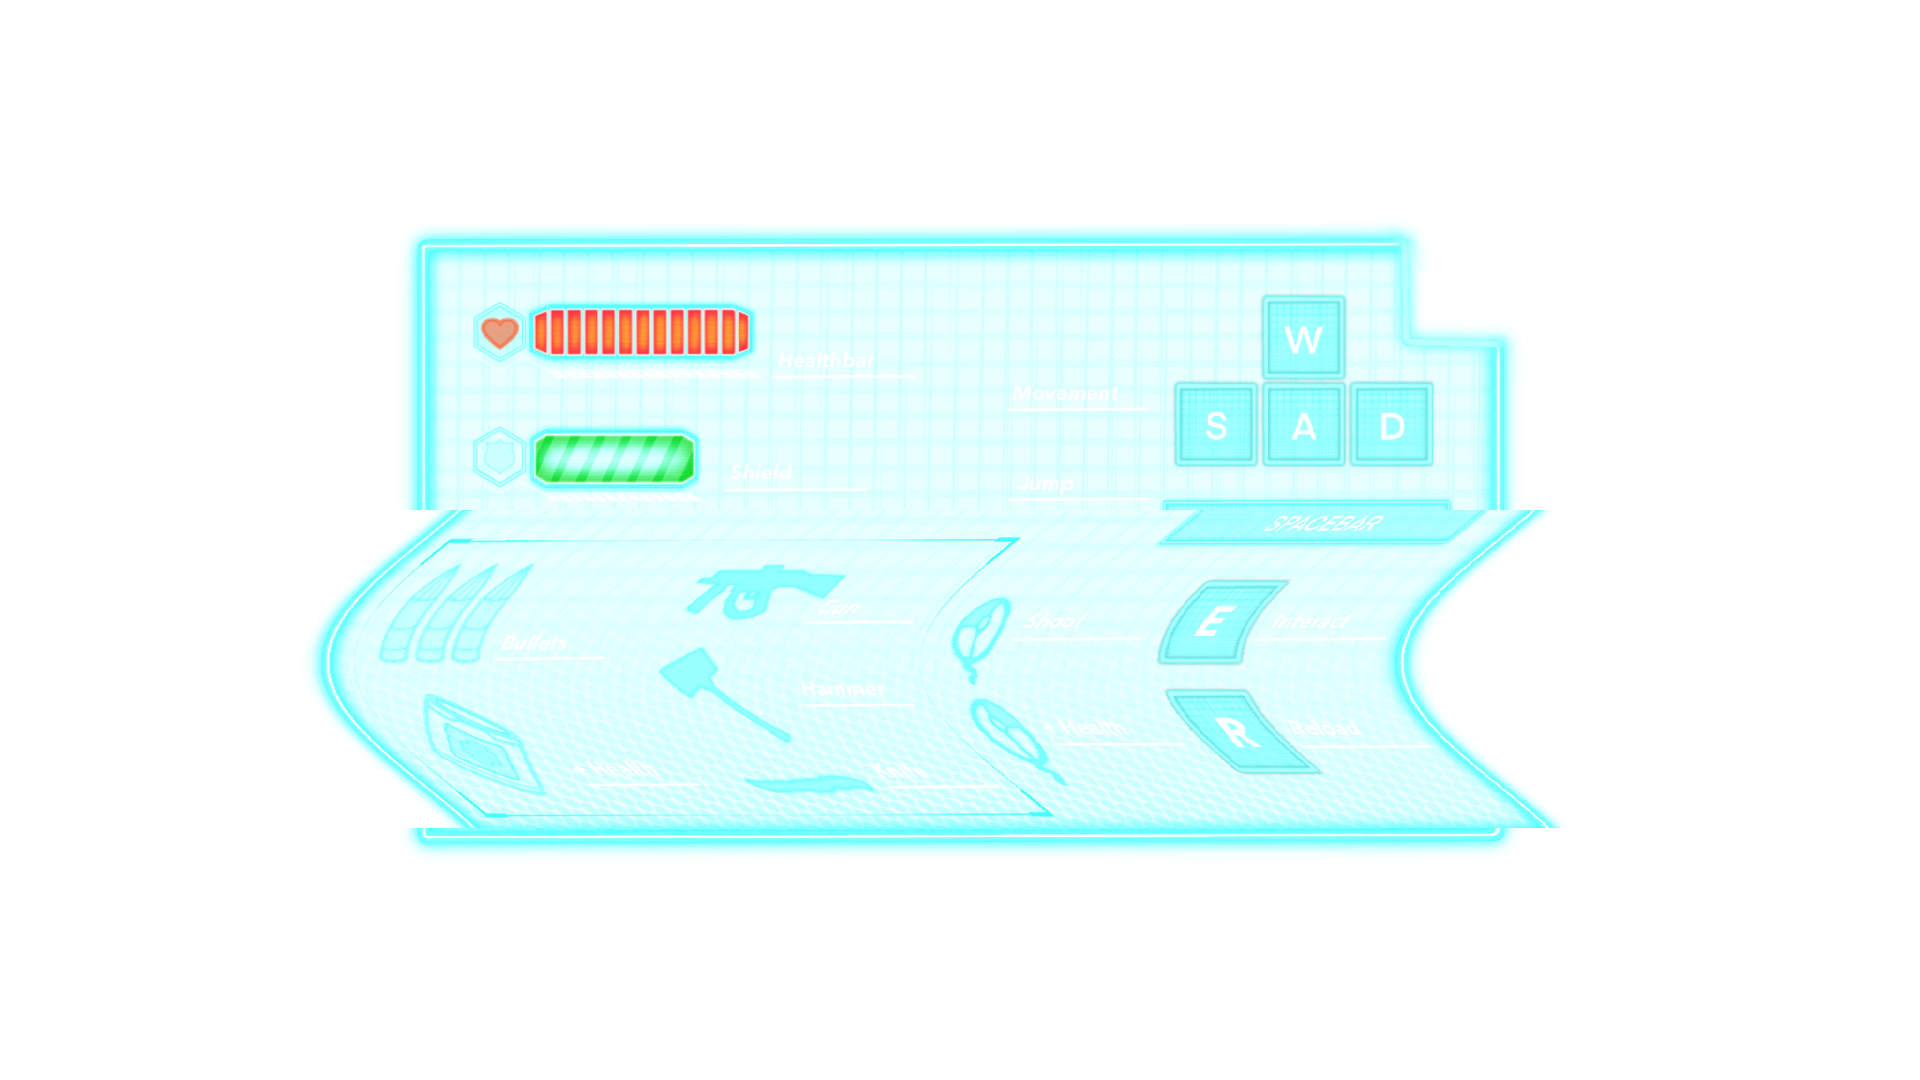 Healthbar
W
Movement
S A D
Shield
Jump
SPACEBAR
Gun
Bullets
Shoot
E
Interact
Hammer
+ Health
R
Reload
+ Health
Knife